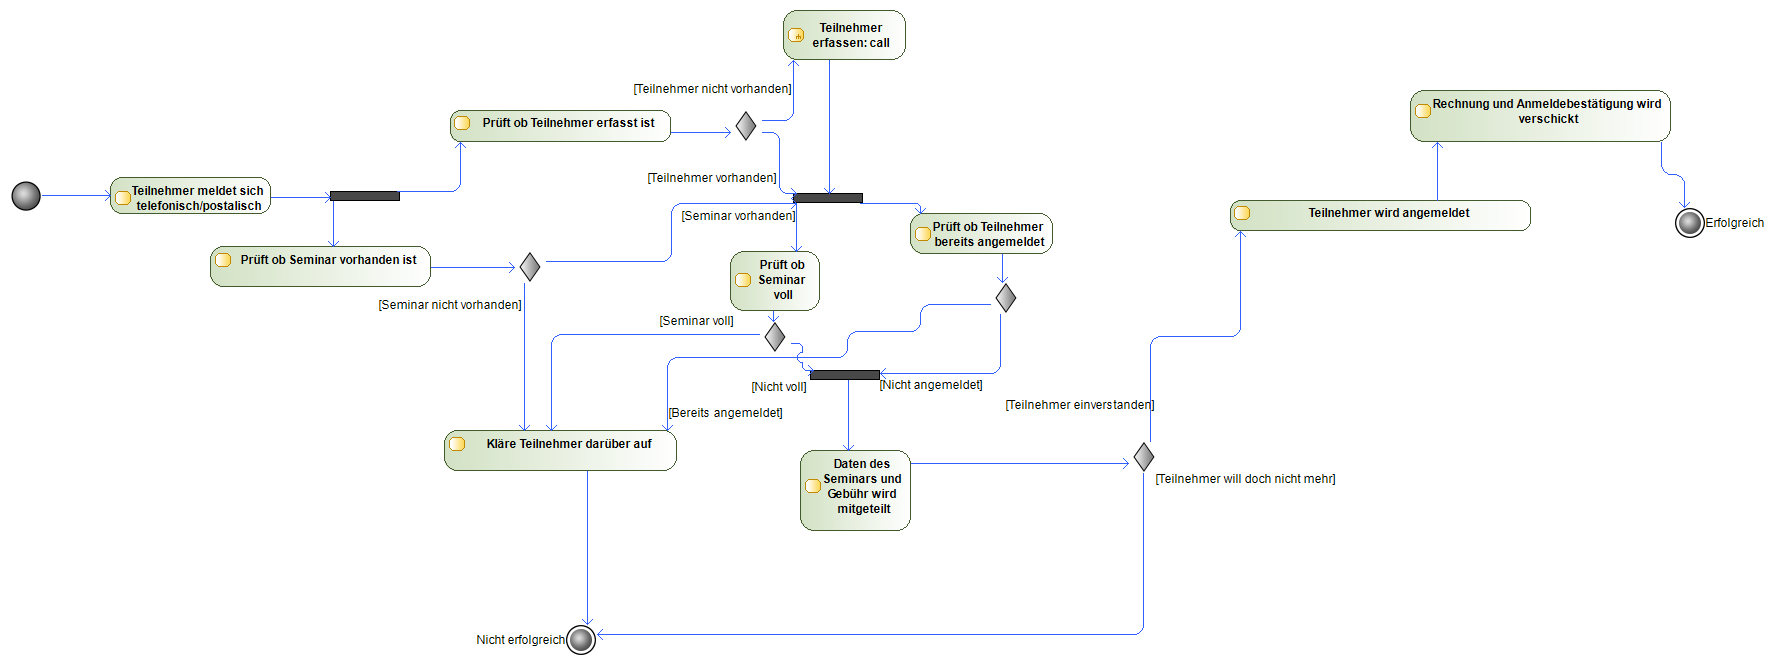 Teilnehmer
erfassen: call
[Teilnehmer nicht vorhanden]
Rechnung und Anmeldebestätigung wird
verschickt
Prüft ob Teilnehmer erfasst ist
[Teilnehmer vorhanden]
Teilnehmer meldet sich
telefonisch/postalisch
[Seminar vorhanden]
Prüft ob Teilnehmer
bereits angemeldet
Teilnehmer wird angemeldet
Erfolgreich
Prüft ob Seminar vorhanden ist
Prüft ob
Seminar
voll
[Seminar nicht vorhanden]
[Seminar voll]
[Nicht voll]
[Nicht angemeldet]
[Bereits angemeldet]
[Teilnehmer einverstanden]
Kläre Teilnehmer darüber auf
Daten des
Seminars und
Gebühr wird
mitgeteilt
[Teilnehmer will doch nicht mehr]
Nicht erfolgreich